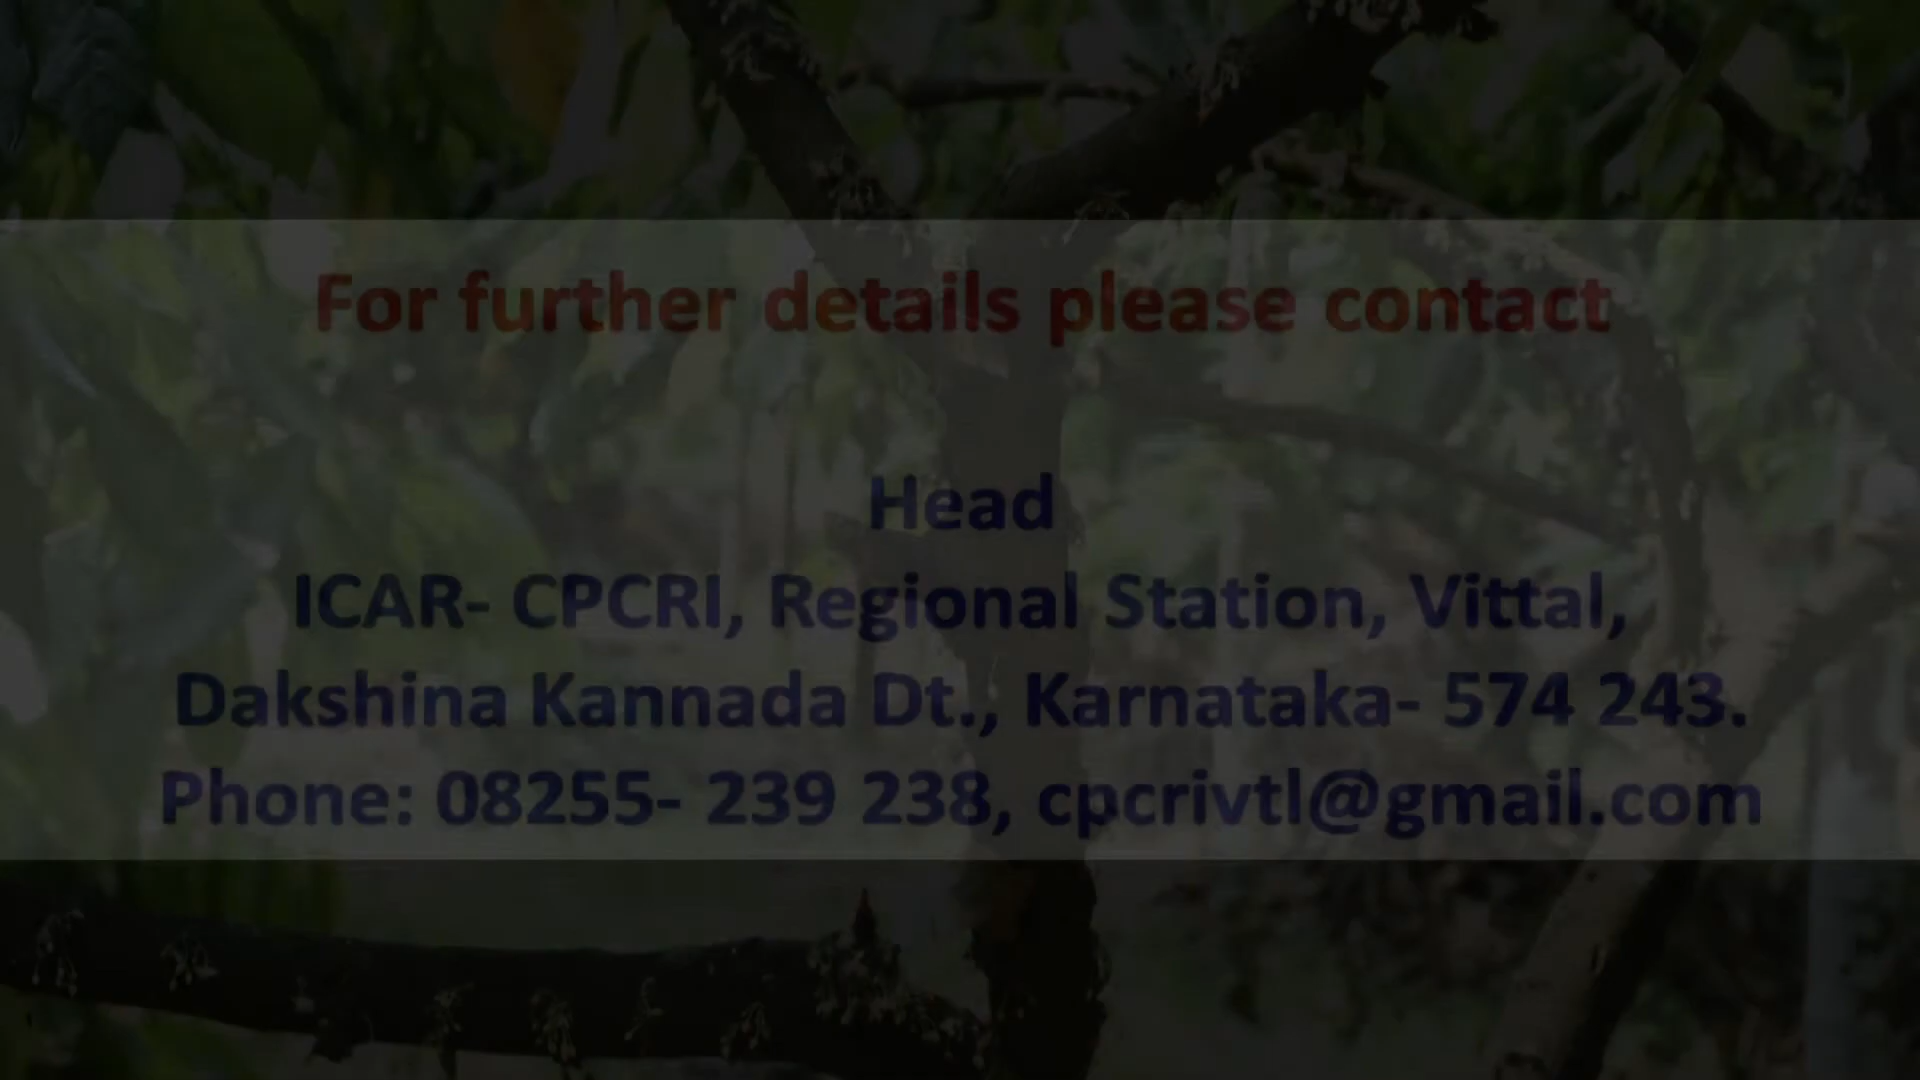 For further details please contact
Head
ICAR- CPCRI, Regional Station, Vittal,
Dakshina Kannada Dt., Karnataka- 574 243.
Phone: 08255- 239 238, cpcrivtl@gmail.com